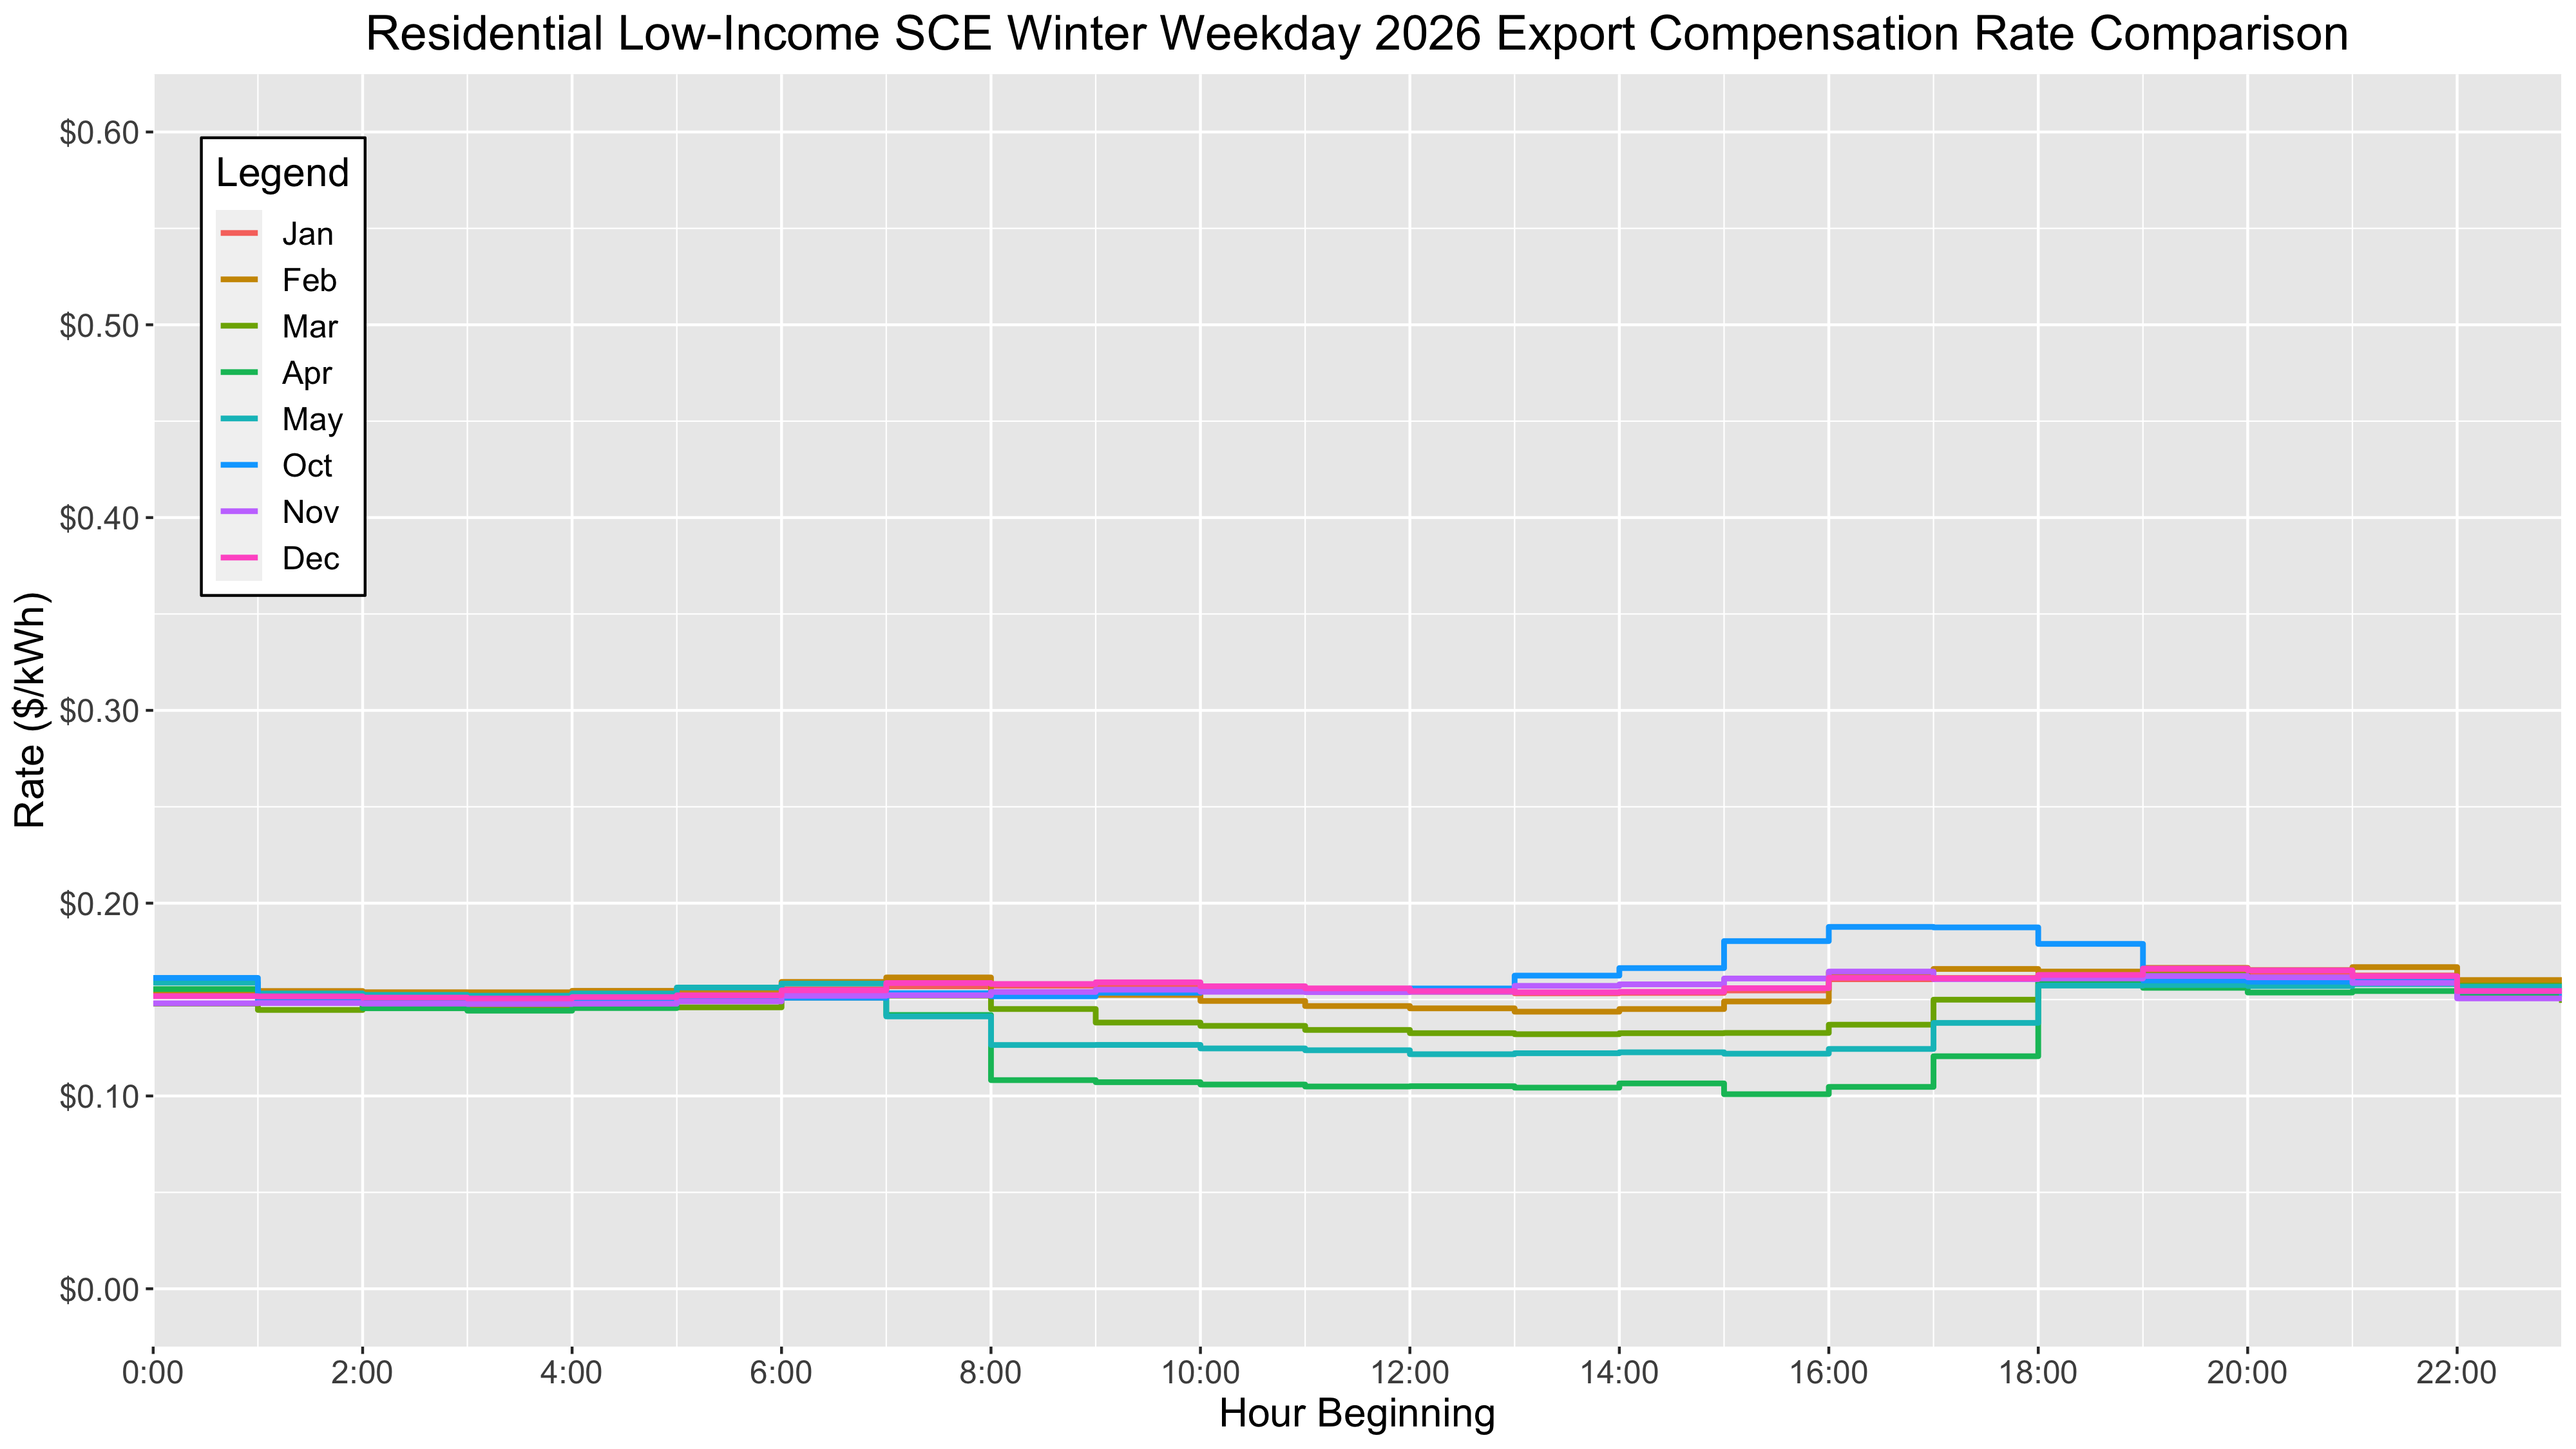 Residential Low-Income SCE Winter Weekday 2026 Export Compensation Rate Comparison
$0.60
$0.50
$0.40
$0.30
$0.20
$0.10
$0.00
Rate ($/kWh)
Legend
Jan
Feb
Mar
Apr
May
Oct
Nov
Dec
0:00 2:00 4:00 6:00 8:00 10:00 12:00 14:00 16:00 18:00 20:00 22:00
Hour Beginning